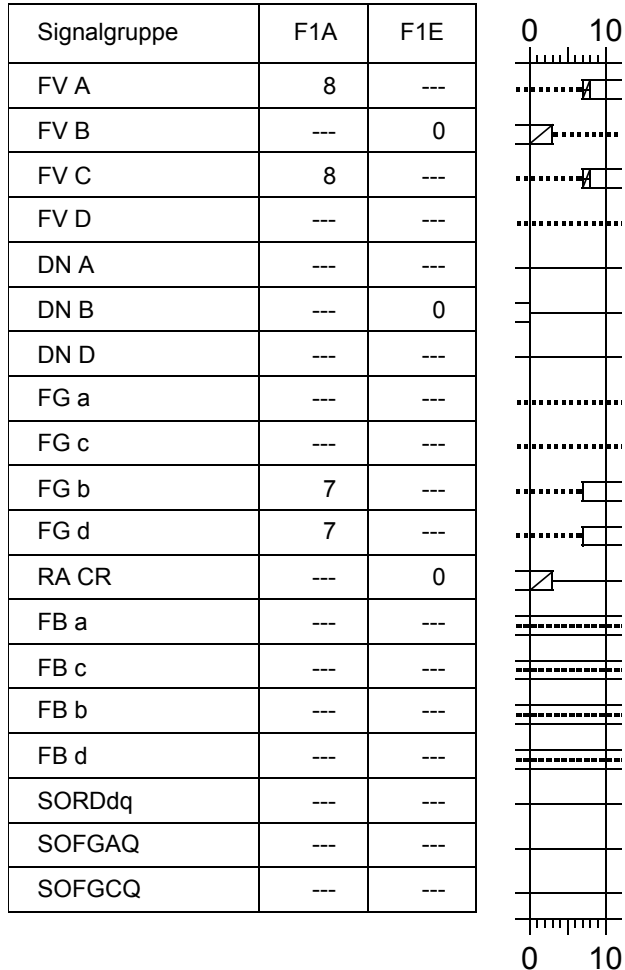 Signalgruppe F1A F1E 0 10
FV A 8 ---
FV B --- 0
FV C 8 ---
FV D --- ---
DN A --- ---
DN B --- 0
DN D --- ---
FG a --- ---
FG c --- ---
FG b 7 ---
FG d 7 ---
RA CR --- 0
FB a --- ---
FB c --- ---
FB b --- ---
FB d --- ---
SORDdq --- ---
SOFGAQ --- ---
SOFGCQ --- ---
0 10